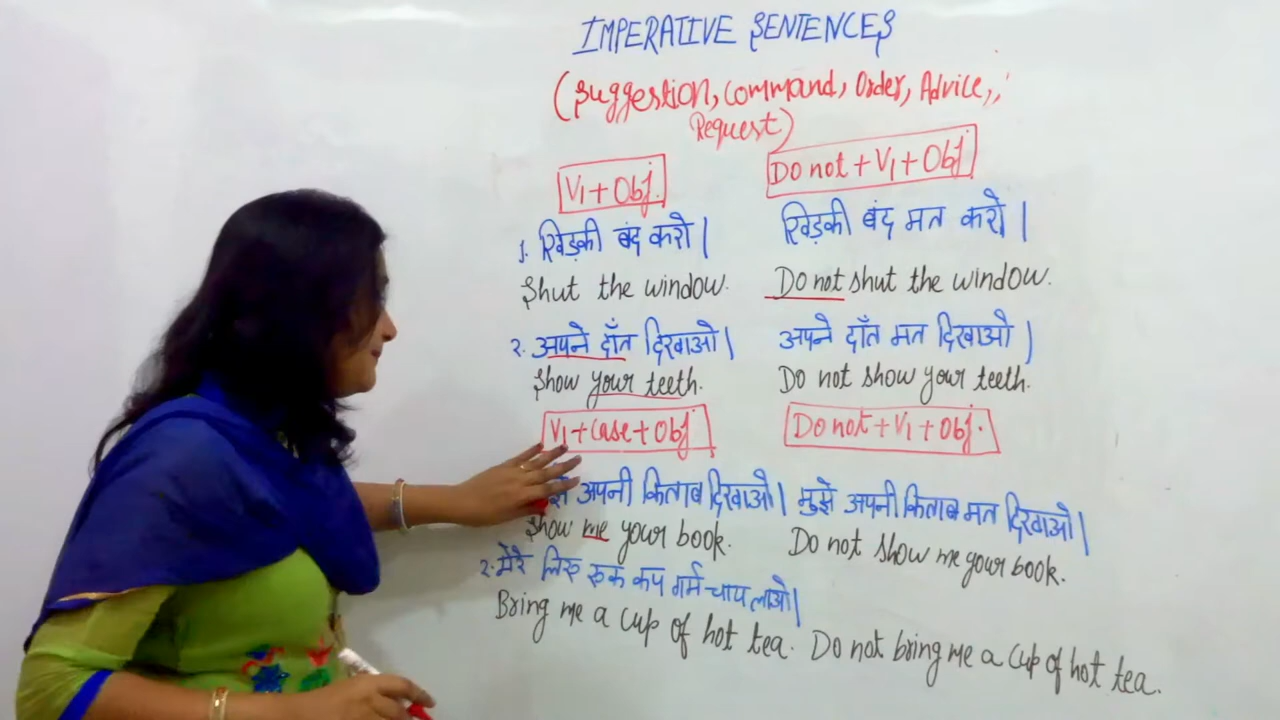 IMPERATIVE SENTENCES
(Suggestion, Command, Order, Advice,,
Request)
V1 + Obj.
Do not + V1 + Obj.
1. खिड़की बंद करो|
खिड़की बंद मत करो|
Shut the window.
Do not shut the window.
२. अपने दाँत दिखाओ|
अपने दाँत मत दिखाओ|
Show your teeth.
Do not show your teeth.
V1 + Case + Obj
Do not + V1 + Obj.
अपनी किताब दिखाओ|
मुझे अपनी किताब मत दिखाओ|
Show me your book.
Do not show me your book.
२. मेरे लिए एक कप गर्म चाय लाओ|
Bring me a cup of hot tea.
Do not bring me a cup of hot tea.